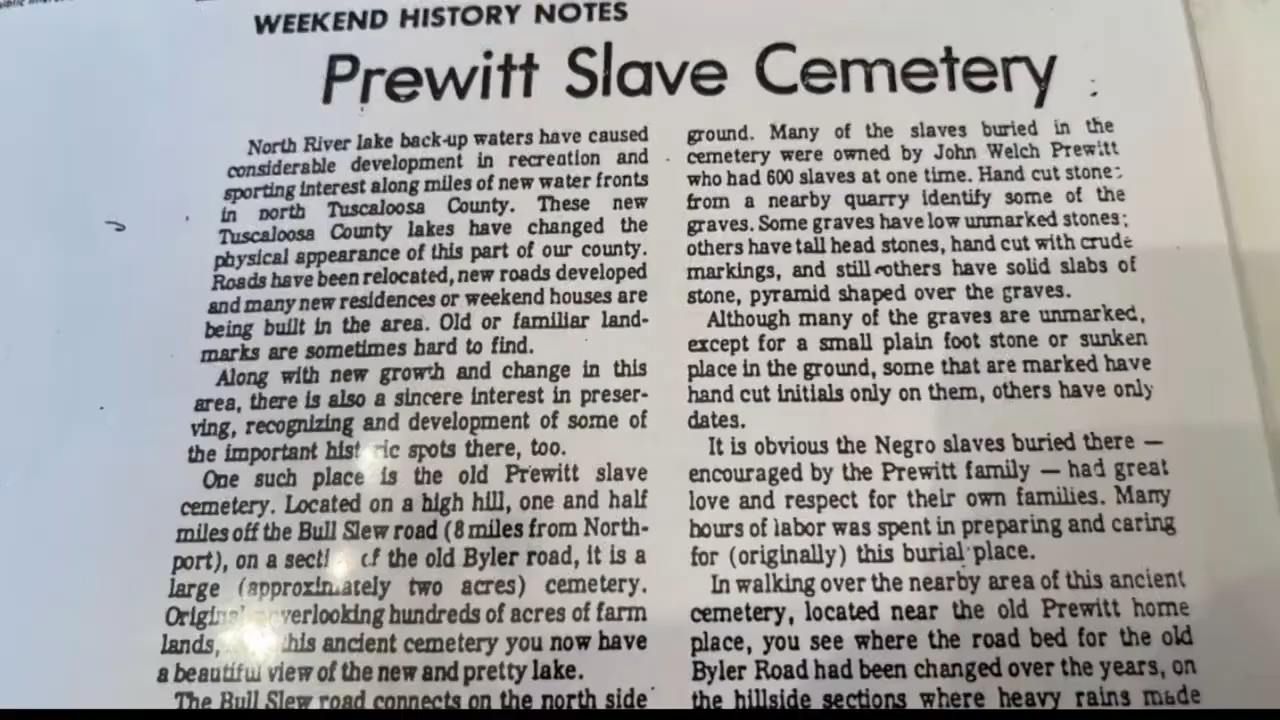 WEEKEND HISTORY NOTES
Prewitt Slave Cemetery
North River lake back-up waters have caused
considerable development in recreation and
sporting interest along miles of new water fronts
in north Tuscaloosa County. These new
Tuscaloosa County lakes have changed the
physical appearance of this part of our county.
Roads have been relocated, new roads developed
and many new residences or weekend houses are
being built in the area. Old or familiar land-
marks are sometimes hard to find.
Along with new growth and change in this
area, there is also a sincere interest in preser-
ving, recognizing and development of some of
the important spots there, too.
One such place is the old Prewitt slave
cemetery. Located on a high hill, one and half
miles off the Bull Slew road (8 miles from North-
port), on a the old Byler road, it is a
large (approximately two acres) cemetery.
overlooking hundreds of acres of farm
lands, this ancient cemetery you now have
a beautiful view of the new and pretty lake.
The Bull Slew road connects on the north side
ground. Many of the slaves buried in the
cemetery were owned by John Welch Prewitt
who had 600 slaves at one time. Hand cut stones
from a nearby quarry identify some of the
graves. Some graves have low unmarked stones;
others have tall head stones, hand cut with crude
markings, and still others have solid slabs of
stone, pyramid shaped over the graves.
Although many of the graves are unmarked,
except for a small plain foot stone or sunken
place in the ground, some that are marked have
hand cut initials only on them, others have only
dates.
It is obvious the Negro slaves buried there —
encouraged by the Prewitt family — had great
love and respect for their own families. Many
hours of labor was spent in preparing and caring
for (originally) this burial place.
In walking over the nearby area of this ancient
cemetery, located near the old Prewitt home
place, you see where the road bed for the old
Byler Road had been changed over the years, on
the hillside sections where heavy rains made